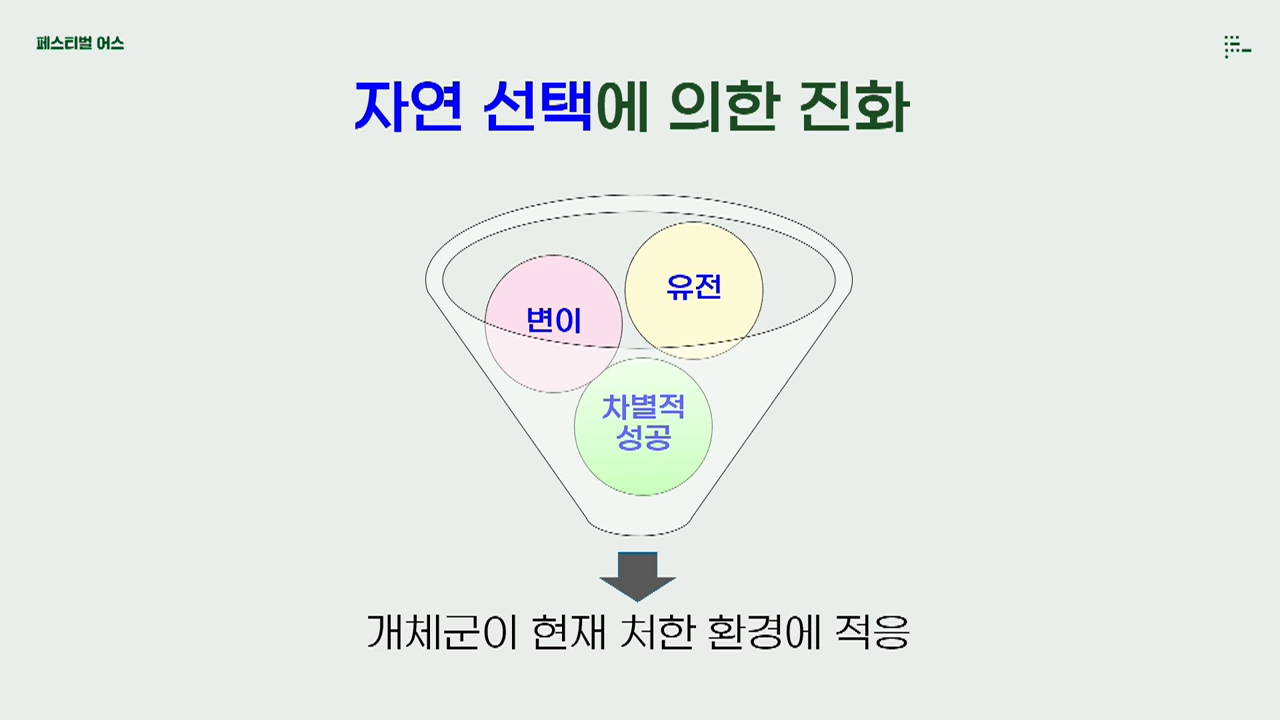 페스티벌 어스
자연 선택에 의한 진화
유전
변이
차별적
성공
개체군이 현재 처한 환경에 적응